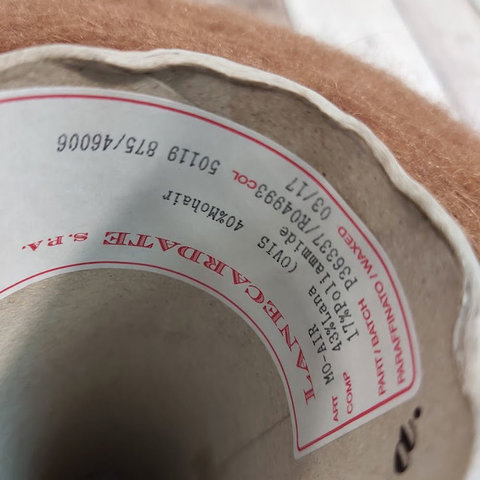 LANECARDATE S.P.A.
ART MO-AIR
COMP 43%Lana (OVIS 40%Mohair
17%Poliammide
PART/BATCH P36337/R04993 COL 50119 875/46006
PARAFFINATO/WAXED 03/17